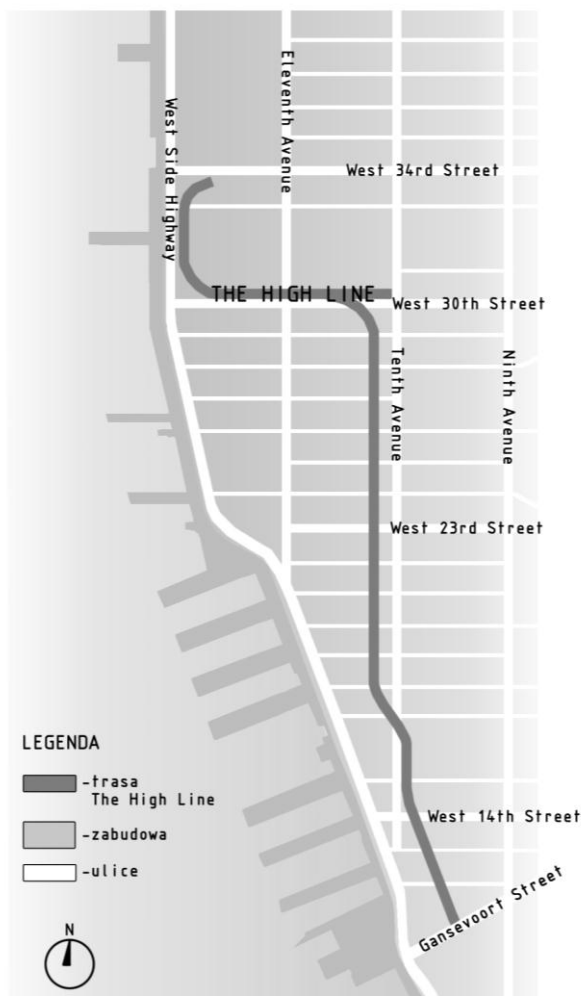 Eleventh Avenue
West Side Highway
West 34rd Street
THE HIGH LINE
West 30th Street
Tenth Avenue
Ninth Avenue
West 23rd Street
LEGENDA
-trasa
The High Line
-zabudowa
-ulice
West 14th Street
Gansevoort Street
N